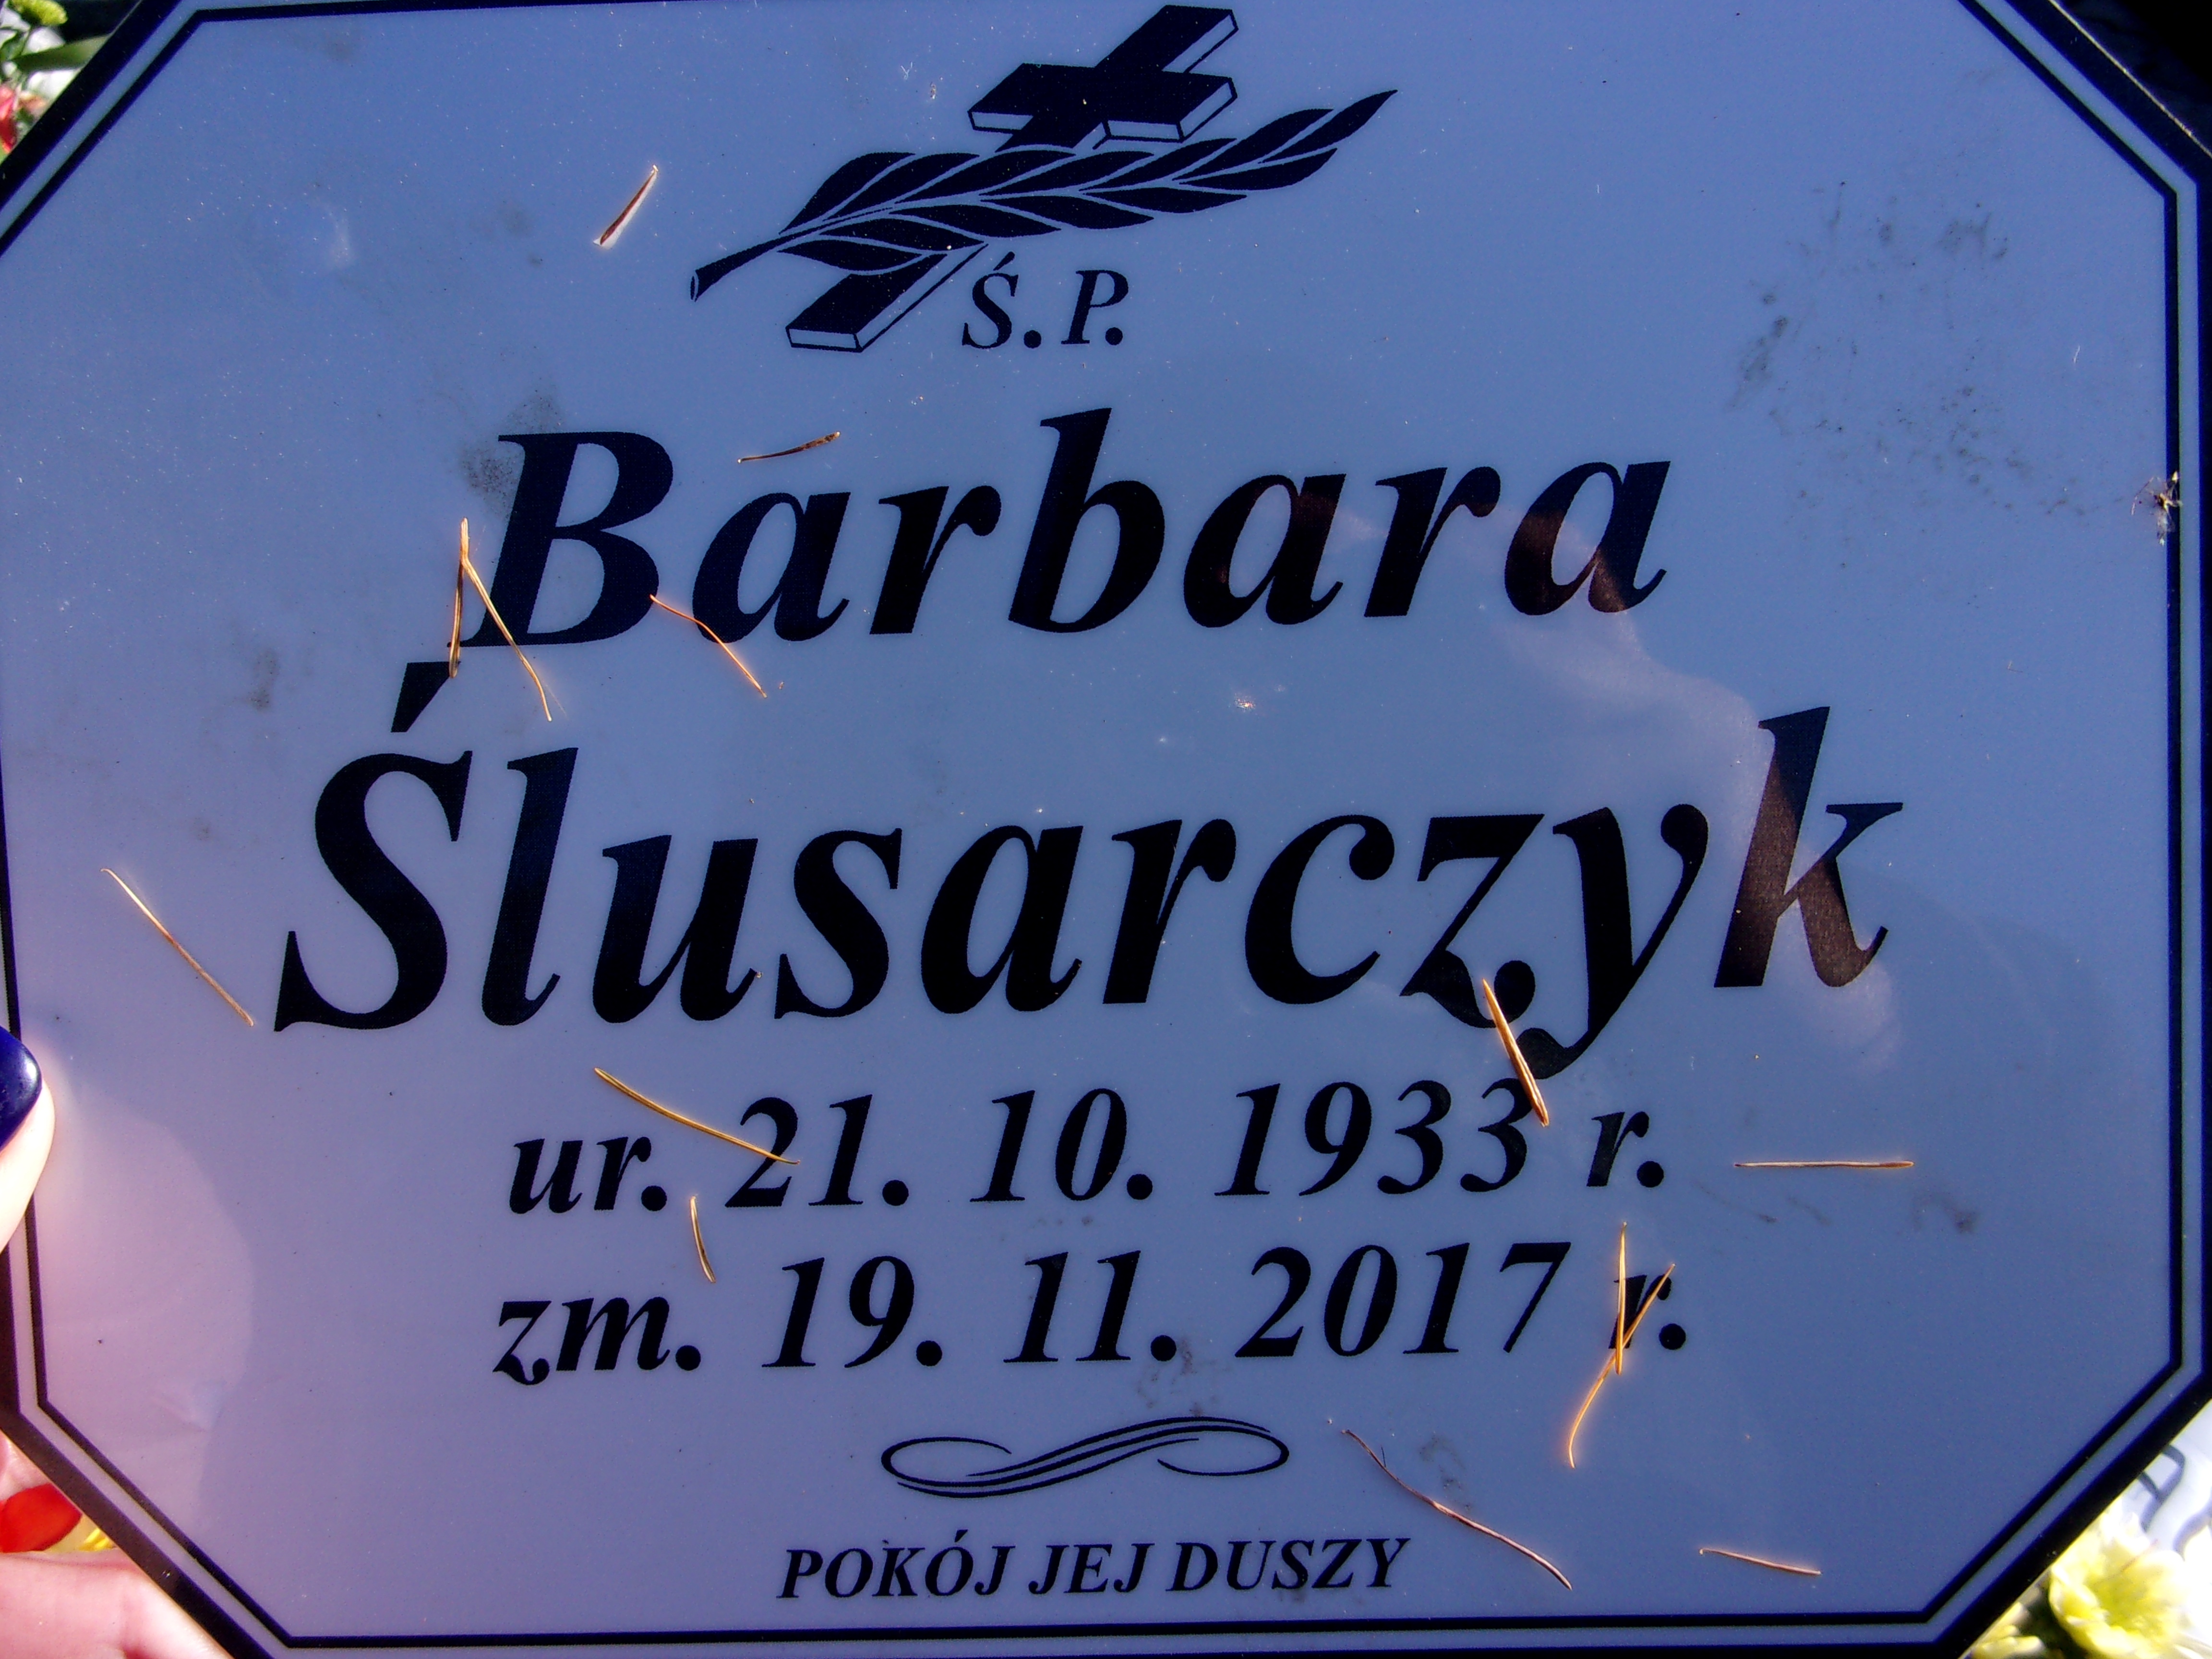 Ś. P.
Barbara
Ślusarczyk
ur. 21. 10. 1933 r.
zm. 19. 11. 2017 r.
POKÓJ JEJ DUSZY